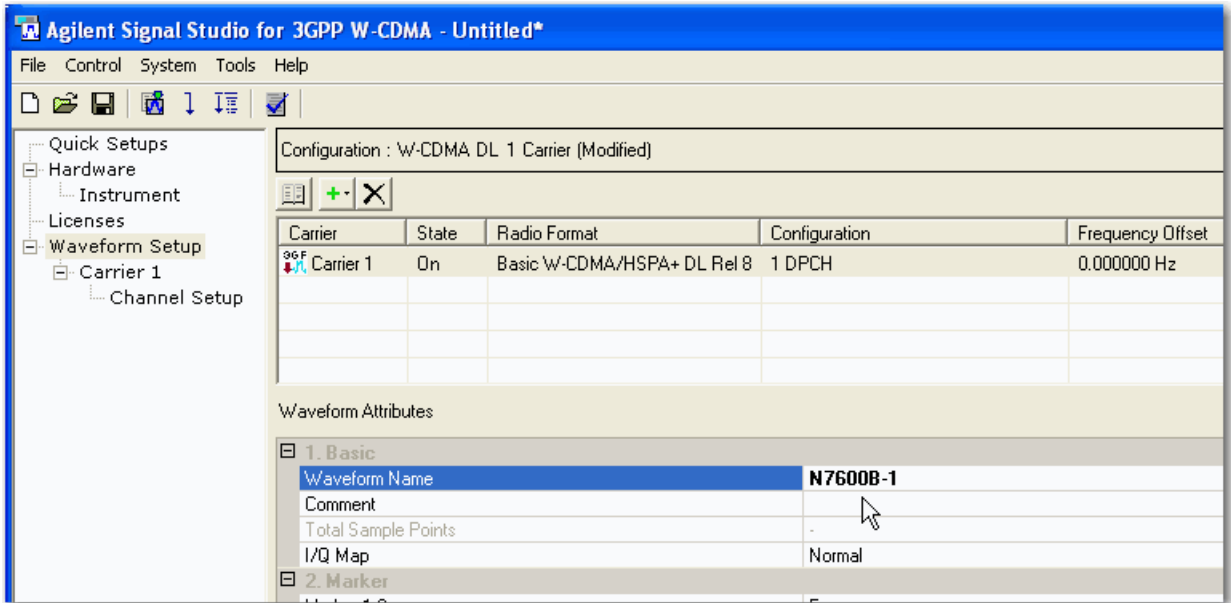 Agilent Signal Studio for 3GPP W-CDMA - Untitled*
File Control System Tools Help
Quick Setups
Hardware
Instrument
Licenses
Waveform Setup
Carrier 1
Channel Setup
Configuration : W-CDMA DL 1 Carrier (Modified)
Carrier State Radio Format Configuration Frequency Offset
Carrier 1 On Basic W-CDMA/HSPA+ DL Rel 8 1 DPCH 0.000000 Hz
Waveform Attributes
1. Basic
Waveform Name N7600B-1
Comment
Total Sample Points -
I/Q Map Normal
2. Marker